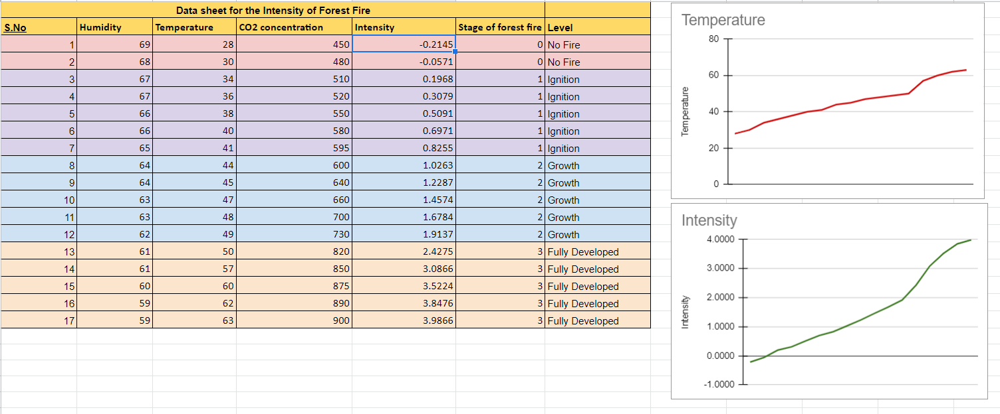 Data sheet for the Intensity of Forest Fire
S.No Humidity Temperature CO2 concentration Intensity Stage of forest fire Level
1 69 28 450 -0.2145 0 No Fire
2 68 30 480 -0.0571 0 No Fire
3 67 34 510 0.1968 1 Ignition
4 67 36 520 0.3079 1 Ignition
5 66 38 550 0.5091 1 Ignition
6 66 40 580 0.6971 1 Ignition
7 65 41 595 0.8255 1 Ignition
8 64 44 600 1.0263 2 Growth
9 64 45 640 1.2287 2 Growth
10 63 47 660 1.4574 2 Growth
11 63 48 700 1.6784 2 Growth
12 62 49 730 1.9137 2 Growth
13 61 50 820 2.4275 3 Fully Developed
14 61 57 850 3.0866 3 Fully Developed
15 60 60 875 3.5224 3 Fully Developed
16 59 62 890 3.8476 3 Fully Developed
17 59 63 900 3.9866 3 Fully Developed
Temperature
Temperature
80
60
40
20
0
Intensity
Intensity
4.0000
3.0000
2.0000
1.0000
0.0000
-1.0000